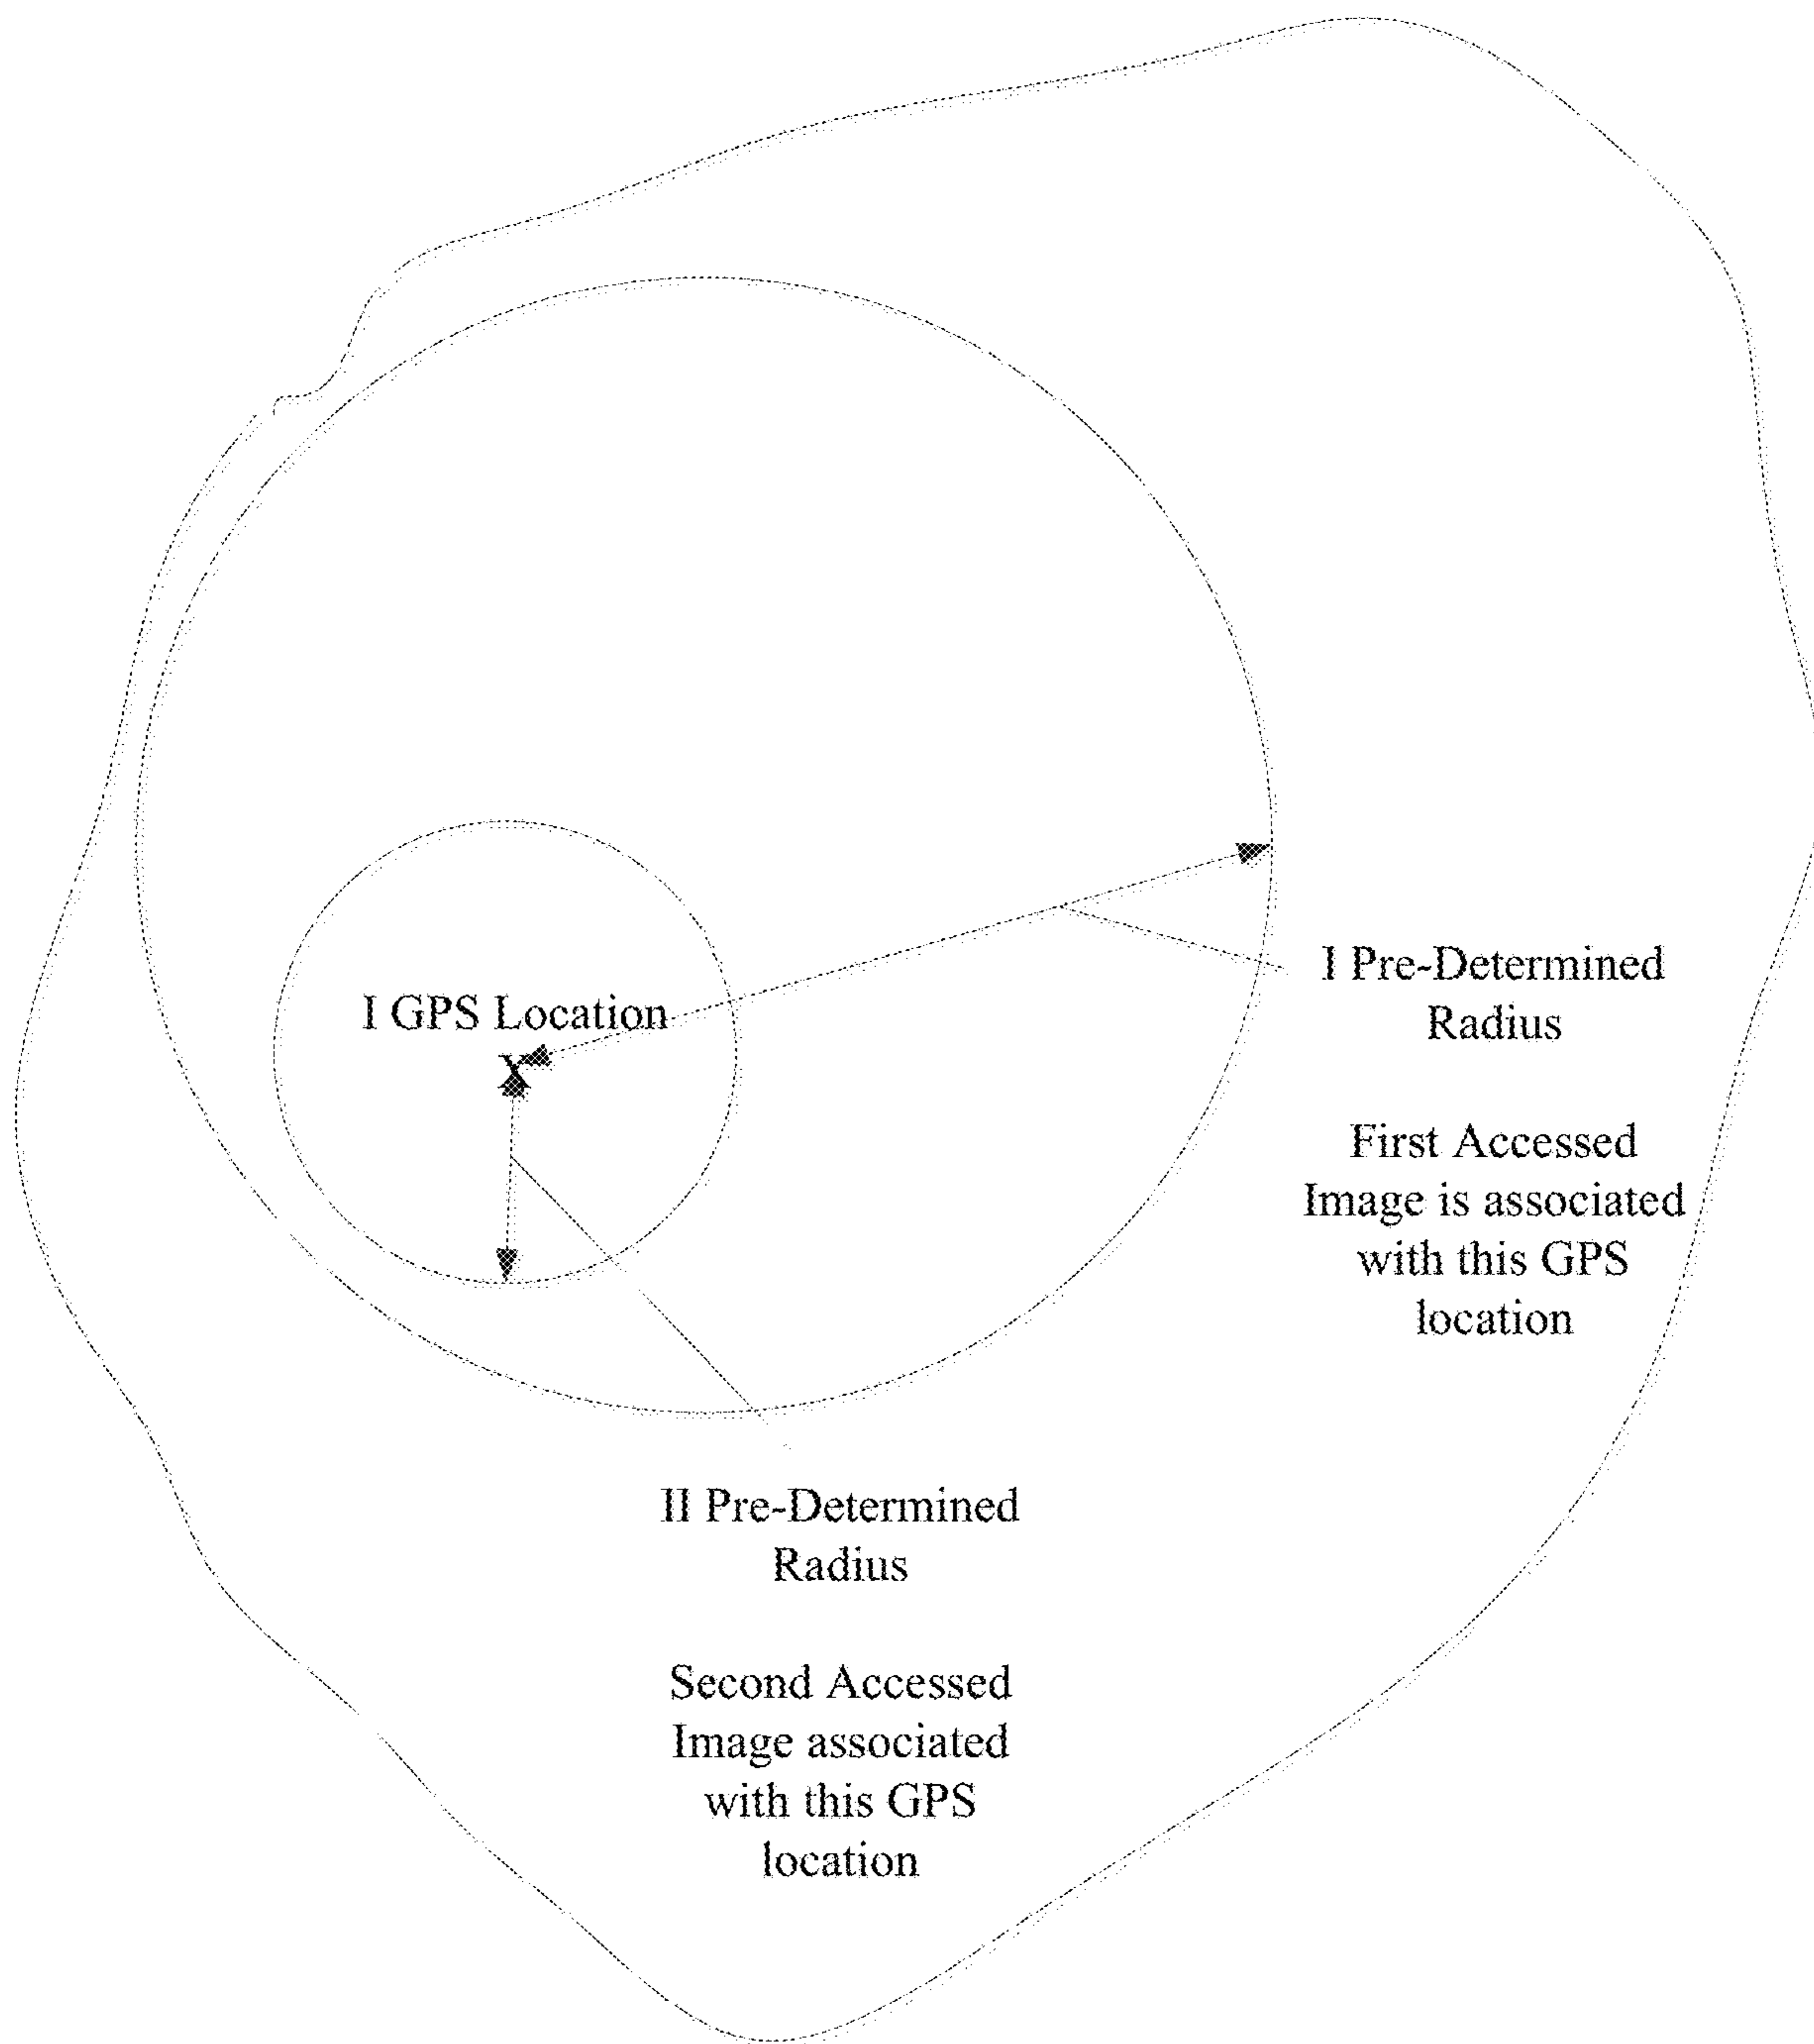 I GPS Location
X
I Pre-Determined
Radius
First Accessed
Image is associated
with this GPS
location
II Pre-Determined
Radius
Second Accessed
Image associated
with this GPS
location